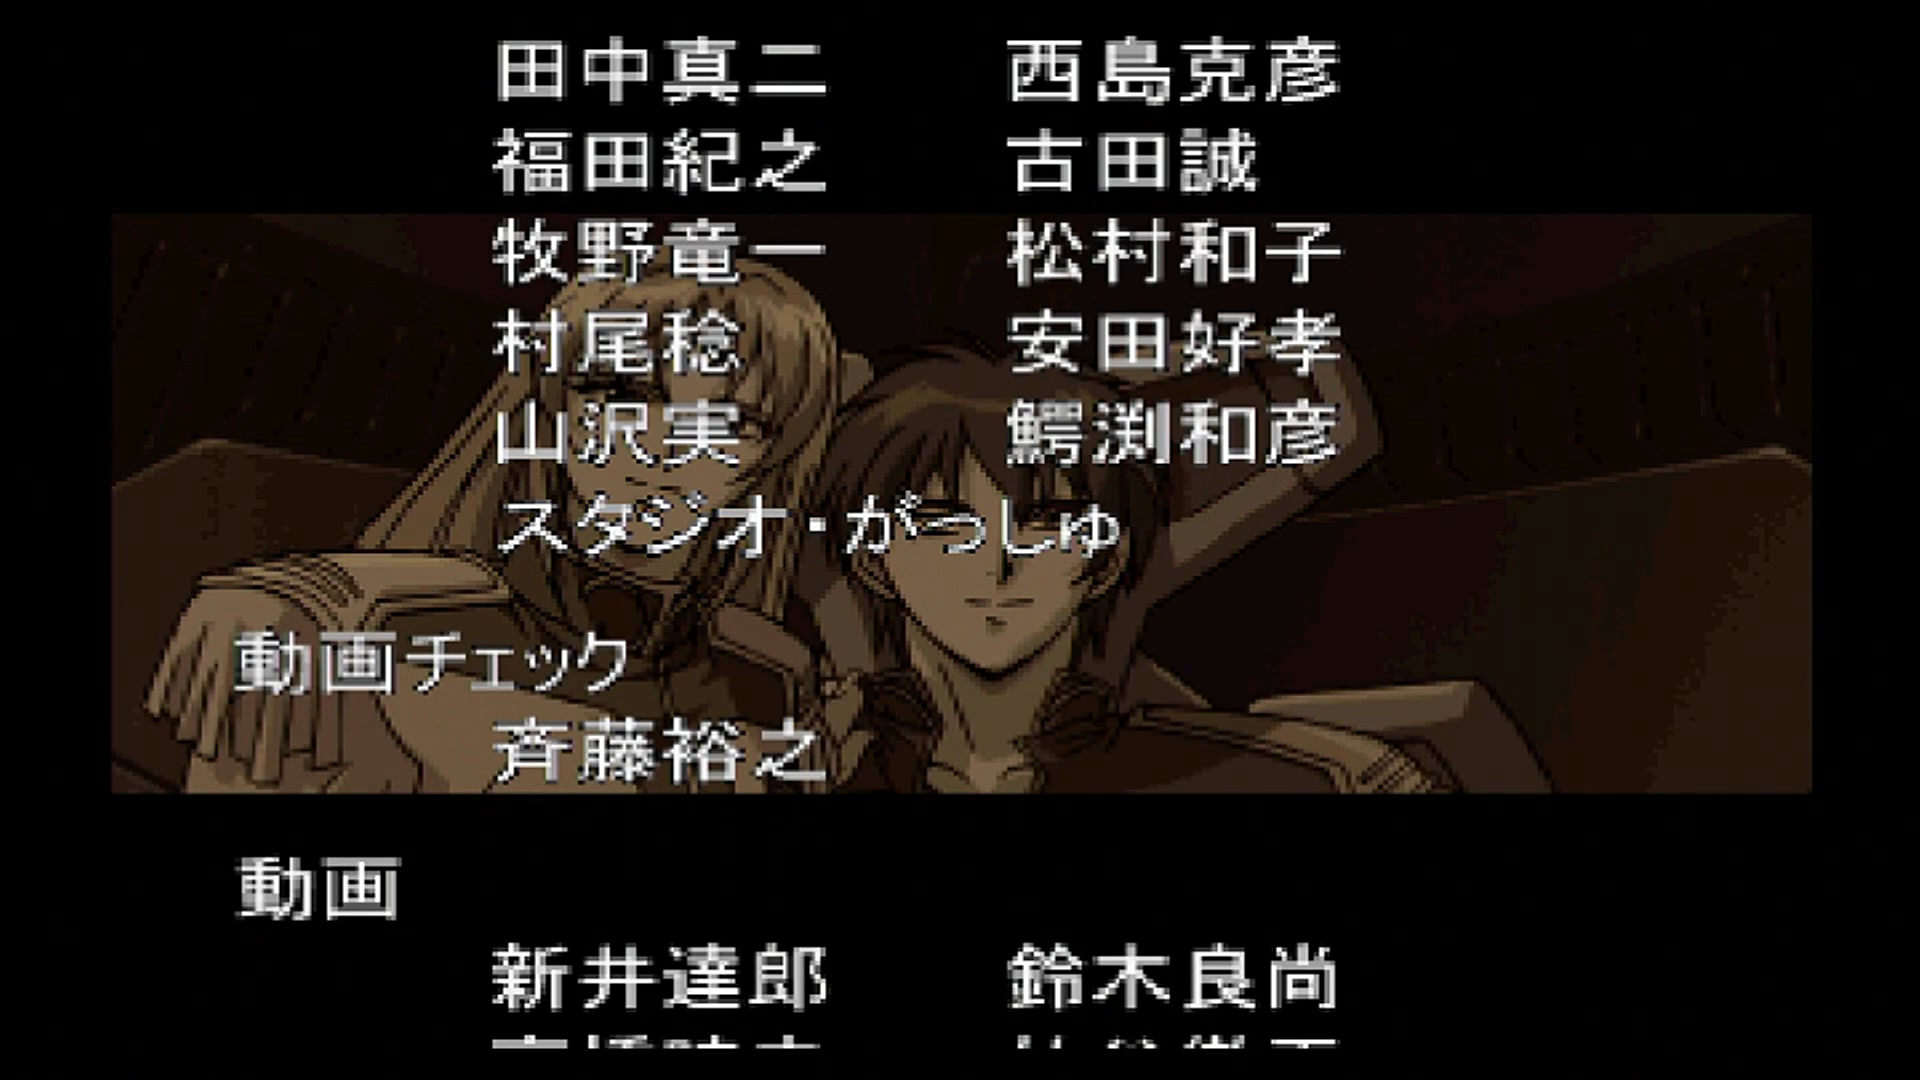 田中真二　西島克彦
福田紀之　古田誠
牧野竜一　松村和子
村尾稔　安田好孝
山沢実　鰐渕和彦
スタジオ・がっしゅ
動画チェック
斉藤裕之
動画
新井達郎　鈴木良尚